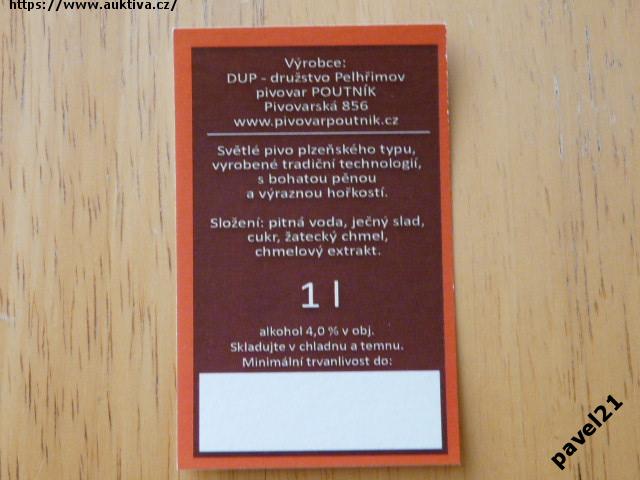 https://www.auktiva.cz/
Výrobce:
DUP - družstvo Pelhřimov
pivovar POUTNÍK
Pivovarská 856
www.pivovarpoutnik.cz
Světlé pivo plzeňského typu,
vyrobené tradiční technologií,
s bohatou pěnou
a výraznou hořkostí.
Složení: pitná voda, ječný slad,
cukr, žatecký chmel,
chmelový extrakt.
1 l
alkohol 4,0 % v obj.
Skladujte v chladnu a temnu.
Minimální trvanlivost do:
pavel21